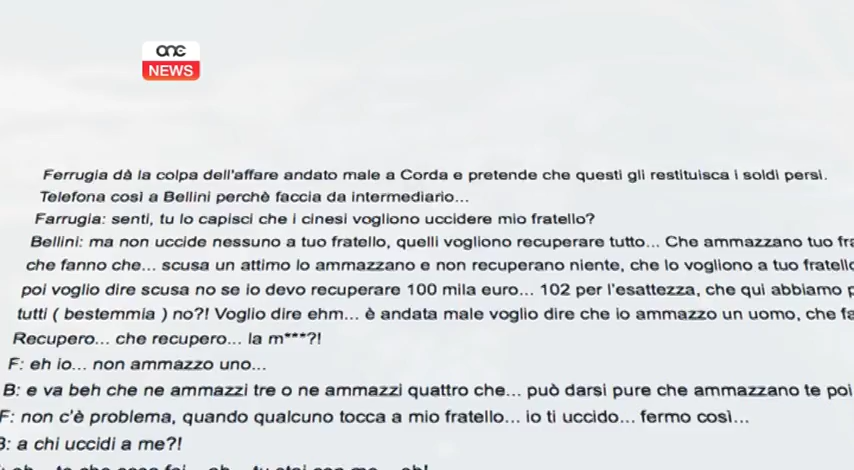 one
NEWS
Ferrugia dà la colpa dell'affare andato male a Corda e pretende che questi gli restituisca i soldi persi.
Telefona così a Bellini perchè faccia da intermediario...
Farrugia: senti, tu lo capisci che i cinesi vogliono uccidere mio fratello?
Bellini: ma non uccide nessuno a tuo fratello, quelli vogliono recuperare tutto... Che ammazzano tuo fra
che fanno che... scusa un attimo lo ammazzano e non recuperano niente, che lo vogliono a tuo fratello
poi voglio dire scusa no se io devo recuperare 100 mila euro... 102 per l'esattezza, che qui abbiamo p
tutti ( bestemmia ) no?! Voglio dire ehm... è andata male voglio dire che io ammazzo un uomo, che fa
Recupero... che recupero... la m***?!
F: eh io... non ammazzo uno...
B: e va beh che ne ammazzi tre o ne ammazzi quattro che... può darsi pure che ammazzano te poi
F: non c'è problema, quando qualcuno tocca a mio fratello... io ti uccido... fermo così...
B: a chi uccidi a me?!